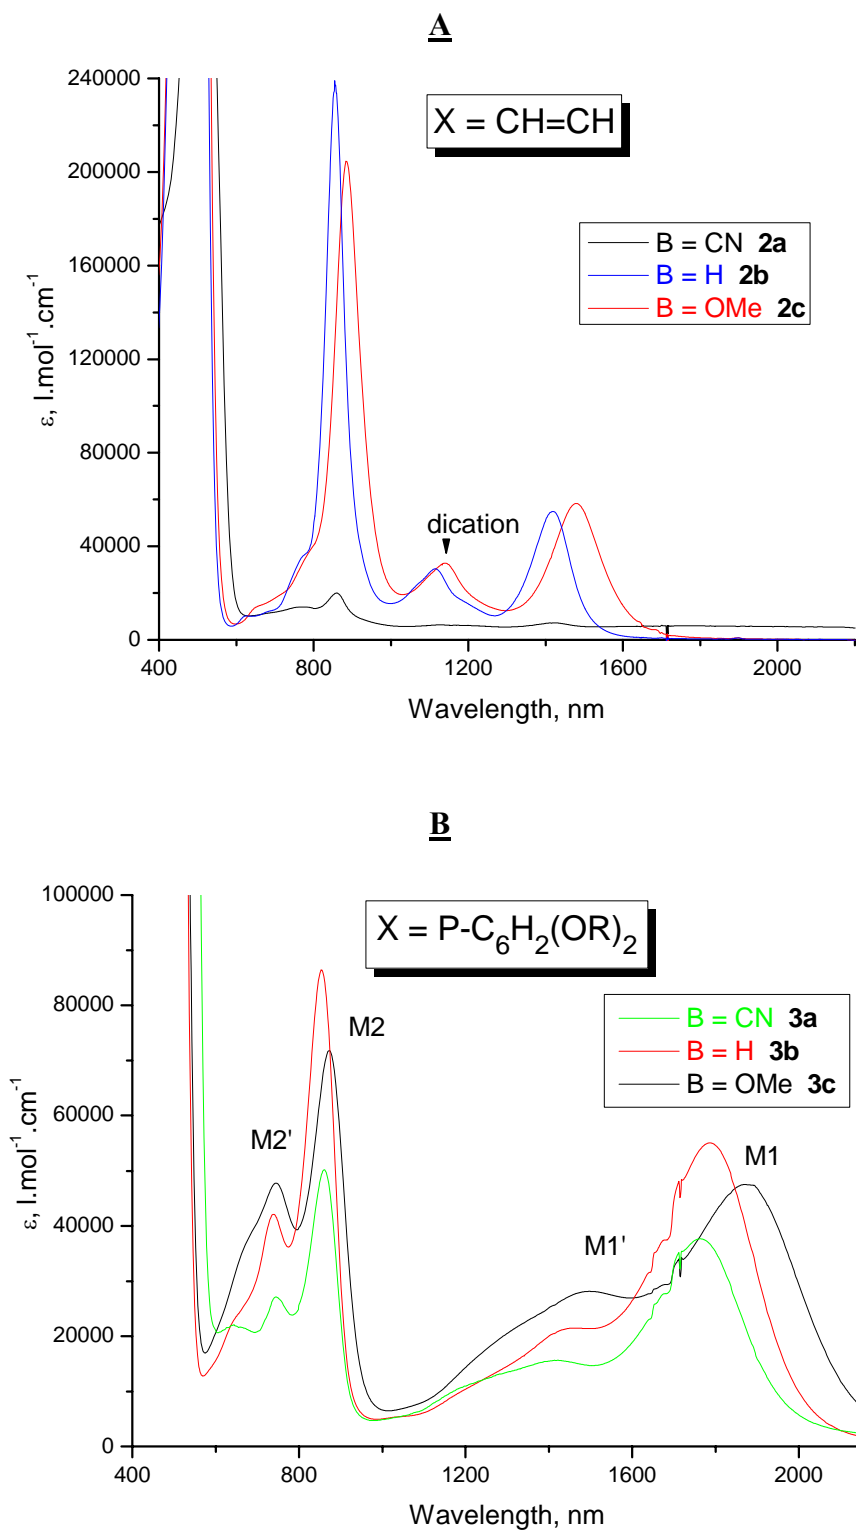 A
240000
200000
160000
120000
80000
40000
0
ε, l.mol⁻¹.cm⁻¹
X = CH=CH
B = CN 2a
B = H 2b
B = OMe 2c
dication
400 800 1200 1600 2000
Wavelength, nm
B
100000
80000
60000
40000
20000
0
ε, l.mol⁻¹.cm⁻¹
X = P-C₆H₂(OR)₂
B = CN 3a
B = H 3b
B = OMe 3c
M2
M2'
M1
M1'
400 800 1200 1600 2000
Wavelength, nm